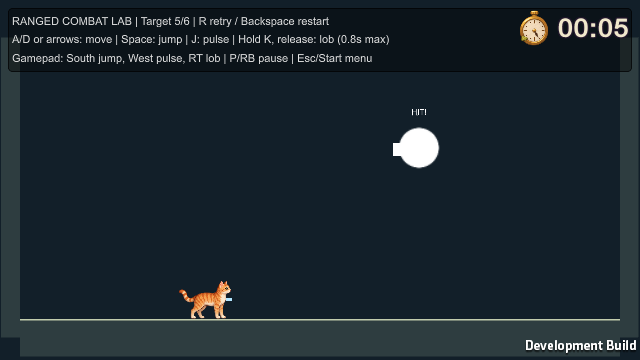 RANGED COMBAT LAB | Target 5/6 | R retry / Backspace restart
00:05
A/D or arrows: move | Space: jump | J: pulse | Hold K, release: lob (0.8s max)
Gamepad: South jump, West pulse, RT lob | P/RB pause | Esc/Start menu
HIT!
Development Build